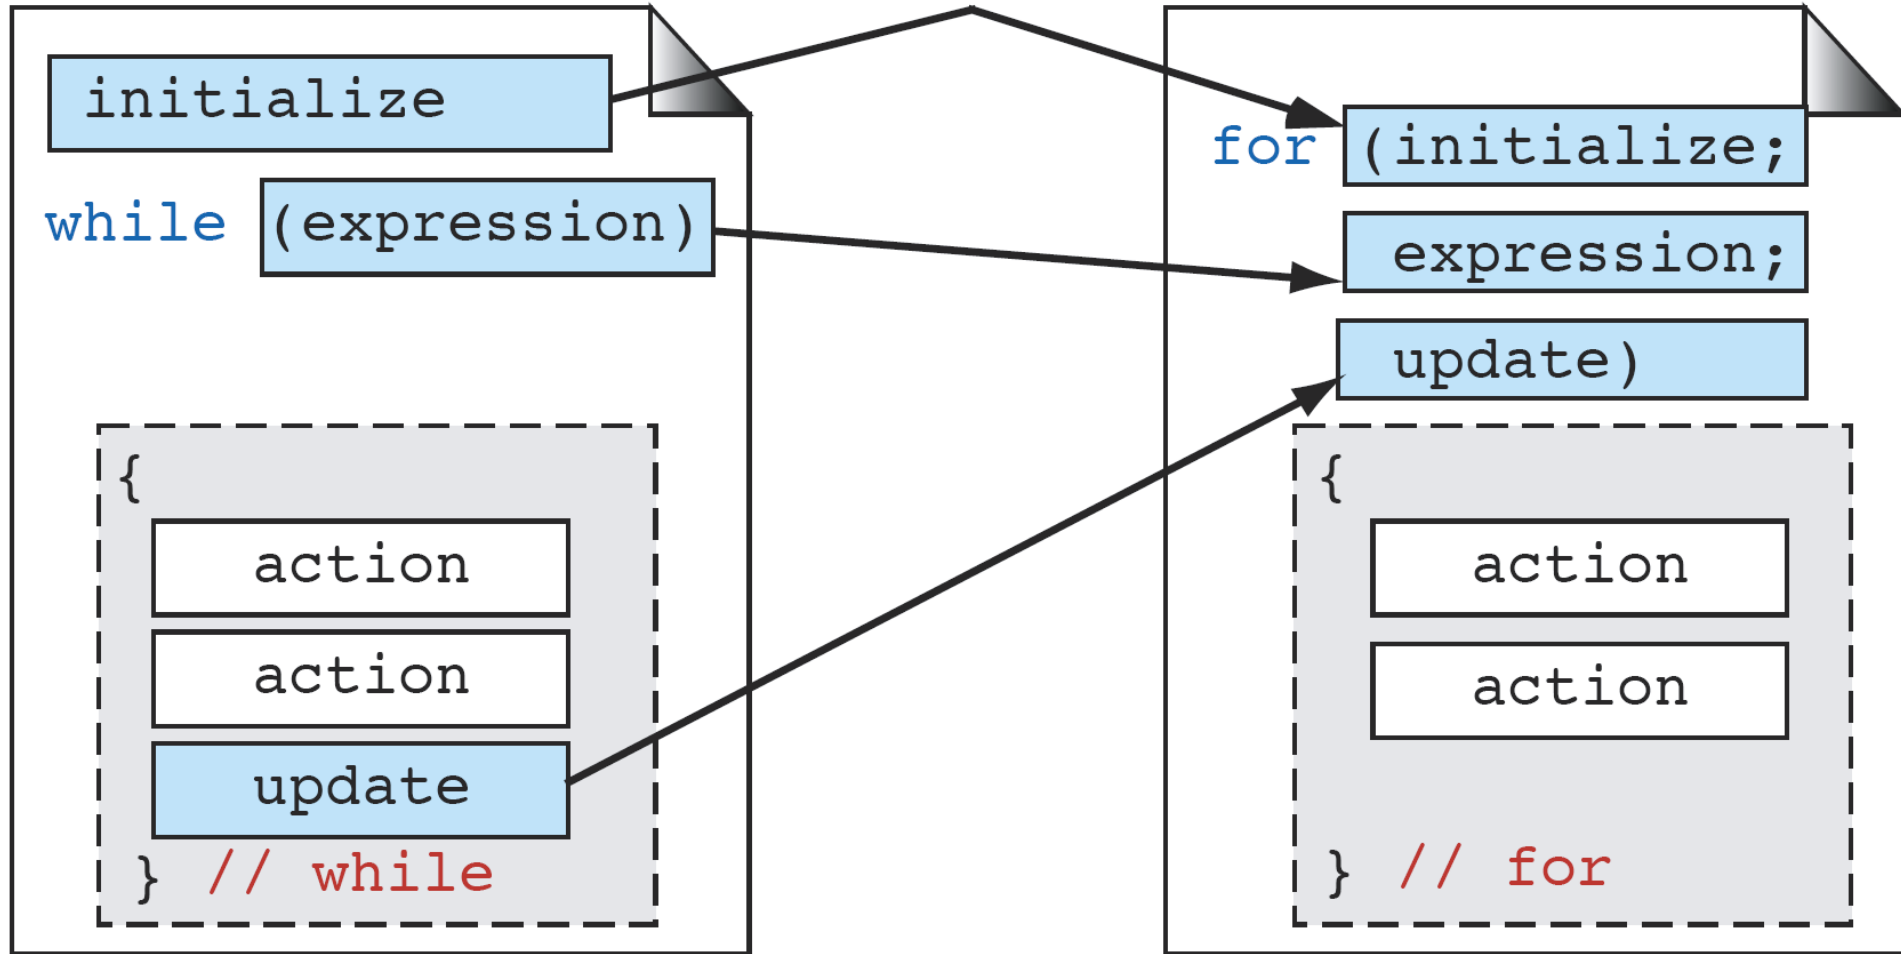 initialize
while (expression)
{
action
action
update
} // while
for (initialize;
expression;
update)
{
action
action
} // for